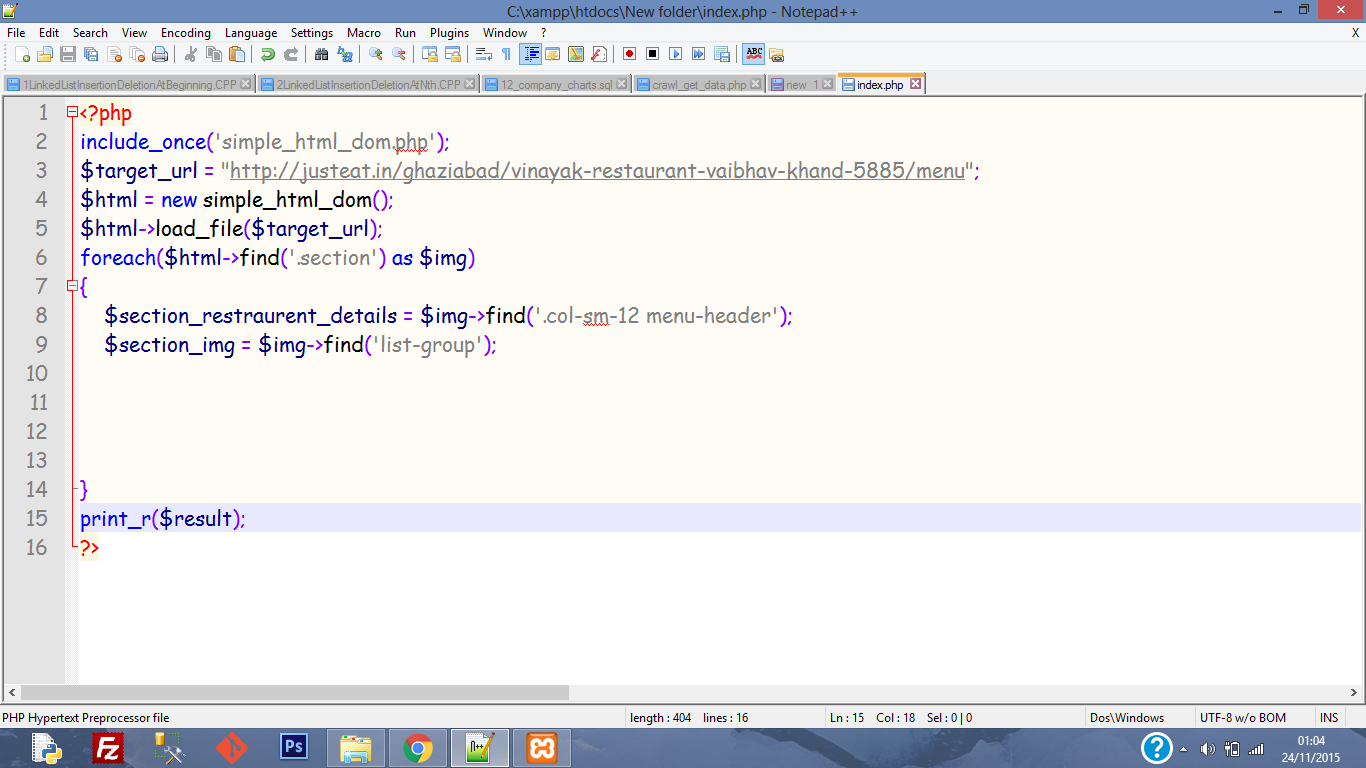 C:\xampp\htdocs\New folder\index.php - Notepad++
File Edit Search View Encoding Language Settings Macro Run Plugins Window ? X
1LinkedListInsertionDeletionAtBeginning.CPP 2LinkedListInsertionDeletionAtNth.CPP 12_company_charts.sql crawl_get_data.php new 1 index.php
1 <?php
2 include_once('simple_html_dom.php');
3 $target_url = "http://justeat.in/ghaziabad/vinayak-restaurant-vaibhav-khand-5885/menu";
4 $html = new simple_html_dom();
5 $html->load_file($target_url);
6 foreach($html->find('.section') as $img)
7 {
8 $section_restraurent_details = $img->find('.col-sm-12 menu-header');
9 $section_img = $img->find('list-group');
10
11
12
13
14 }
15 print_r($result);
16 ?>
PHP Hypertext Preprocessor file length : 404 lines : 16 Ln : 15 Col : 18 Sel : 0 | 0 Dos\Windows UTF-8 w/o BOM INS
01:04
24/11/2015